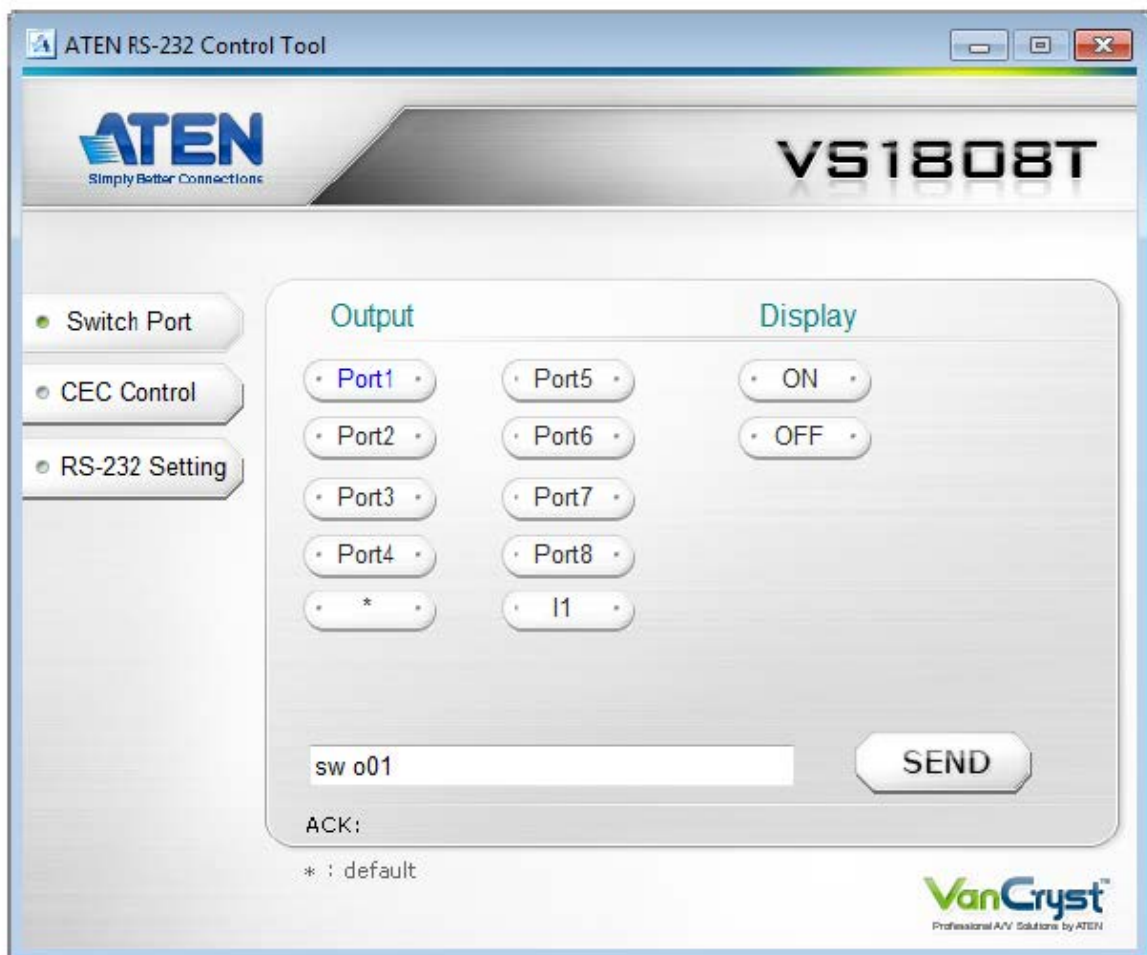 ATEN RS-232 Control Tool
ATEN
Simply Better Connections
VS1808T
Switch Port
CEC Control
RS-232 Setting
Output
Display
Port1
Port5
ON
Port2
Port6
OFF
Port3
Port7
Port4
Port8
*
I1
sw o01
SEND
ACK:
* : default
VanCryst™
Professional A/V Solutions by ATEN